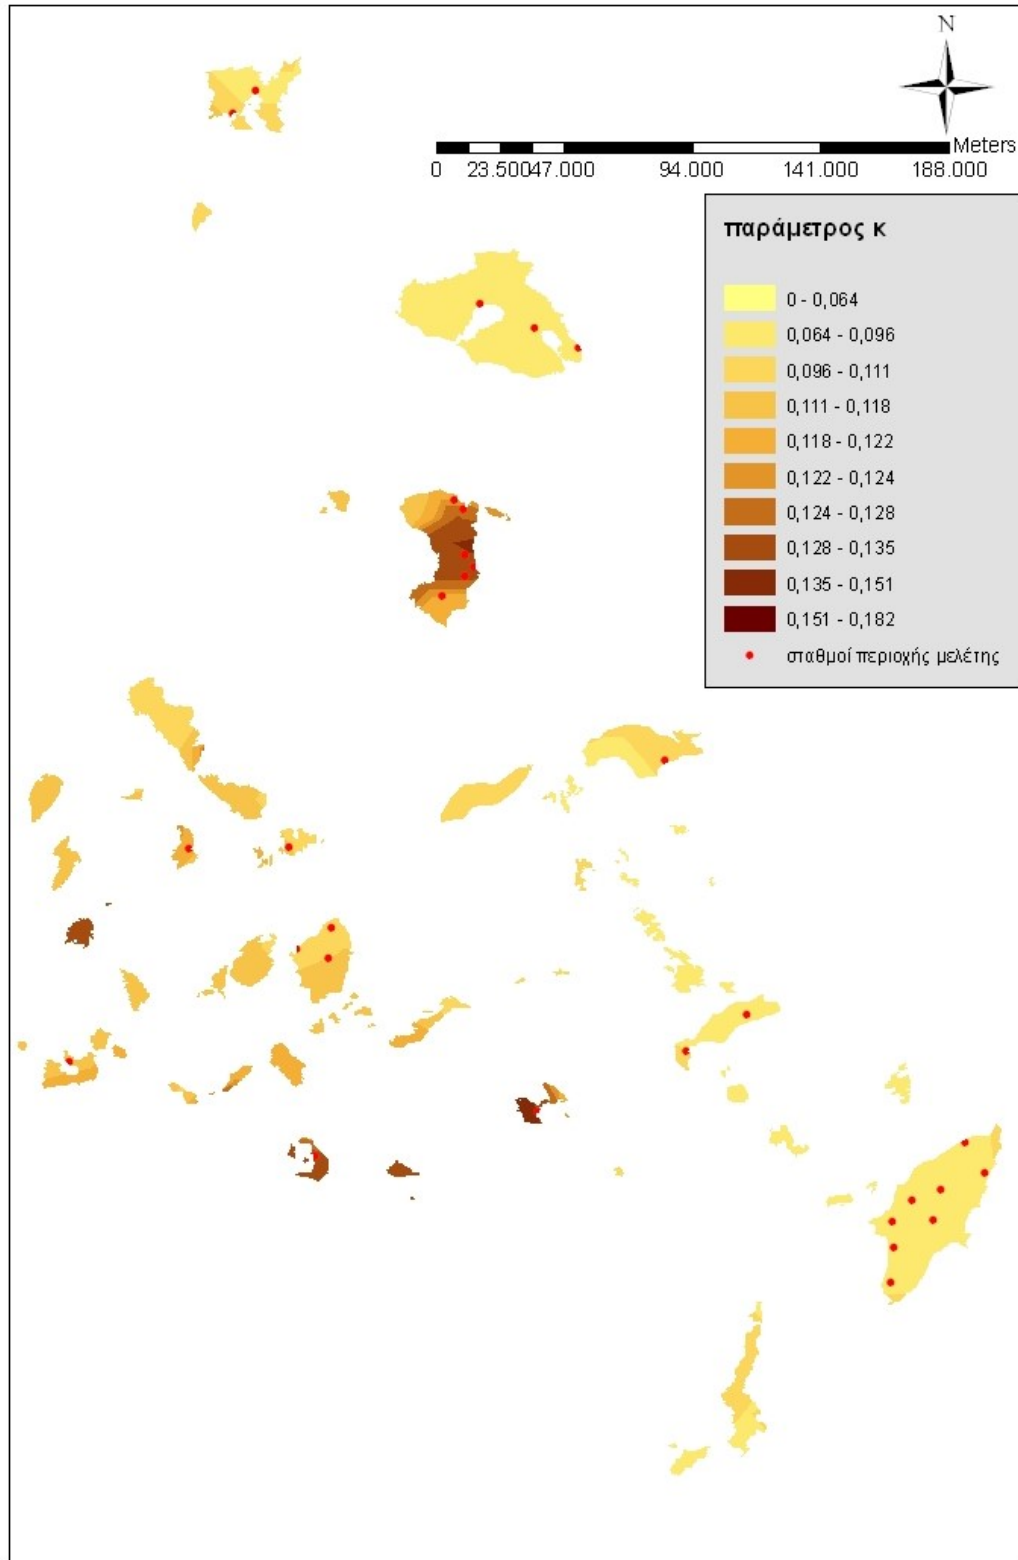 N
Meters
0 23.500 47.000 94.000 141.000 188.000
παράμετρος κ
0 - 0,064
0,064 - 0,096
0,096 - 0,111
0,111 - 0,118
0,118 - 0,122
0,122 - 0,124
0,124 - 0,128
0,128 - 0,135
0,135 - 0,151
0,151 - 0,182
σταθμοί περιοχής μελέτης